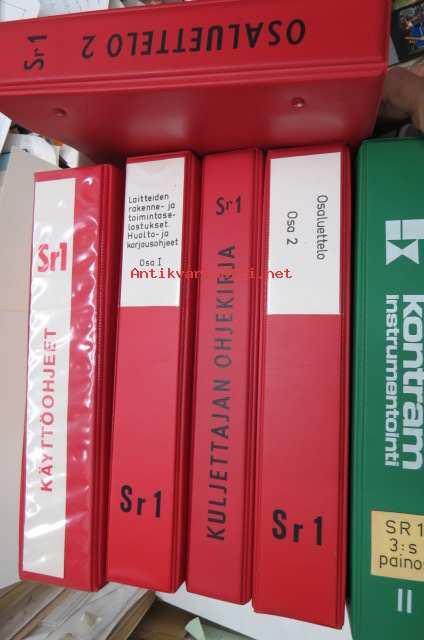 OSALUETTELO 2
Sr1
Sr1
KÄYTTÖOHJEET
Laitteiden
rakenne- ja
toimintase-
lostukset.
Huolto- ja
korjausohjeet
Osa I
Sr1
Sr1
KULJETTAJAN OHJEKIRJA
Osaluettelo
Osa 2
Sr1
kontram
instrumentointi
SR 1
3:s
paino
II
Antikvaari.net